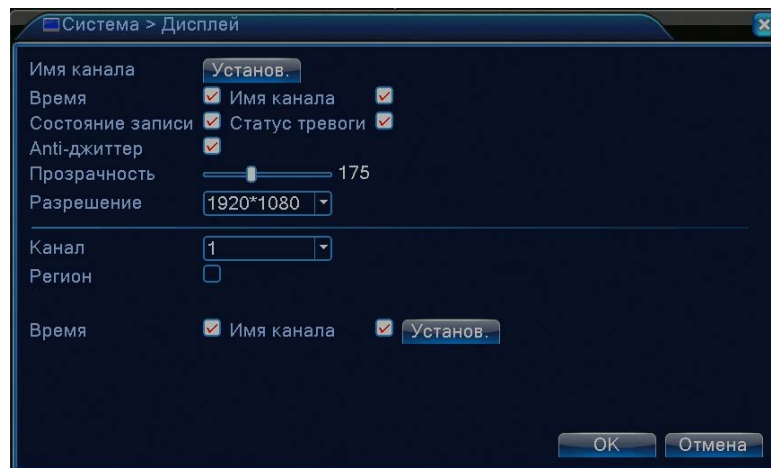 Система > Дисплей
Имя канала Установ.
Время Имя канала
Состояние записи Статус тревоги
Anti-джиттер
Прозрачность 175
Разрешение 1920*1080
Канал 1
Регион
Время Имя канала Установ.
OK Отмена